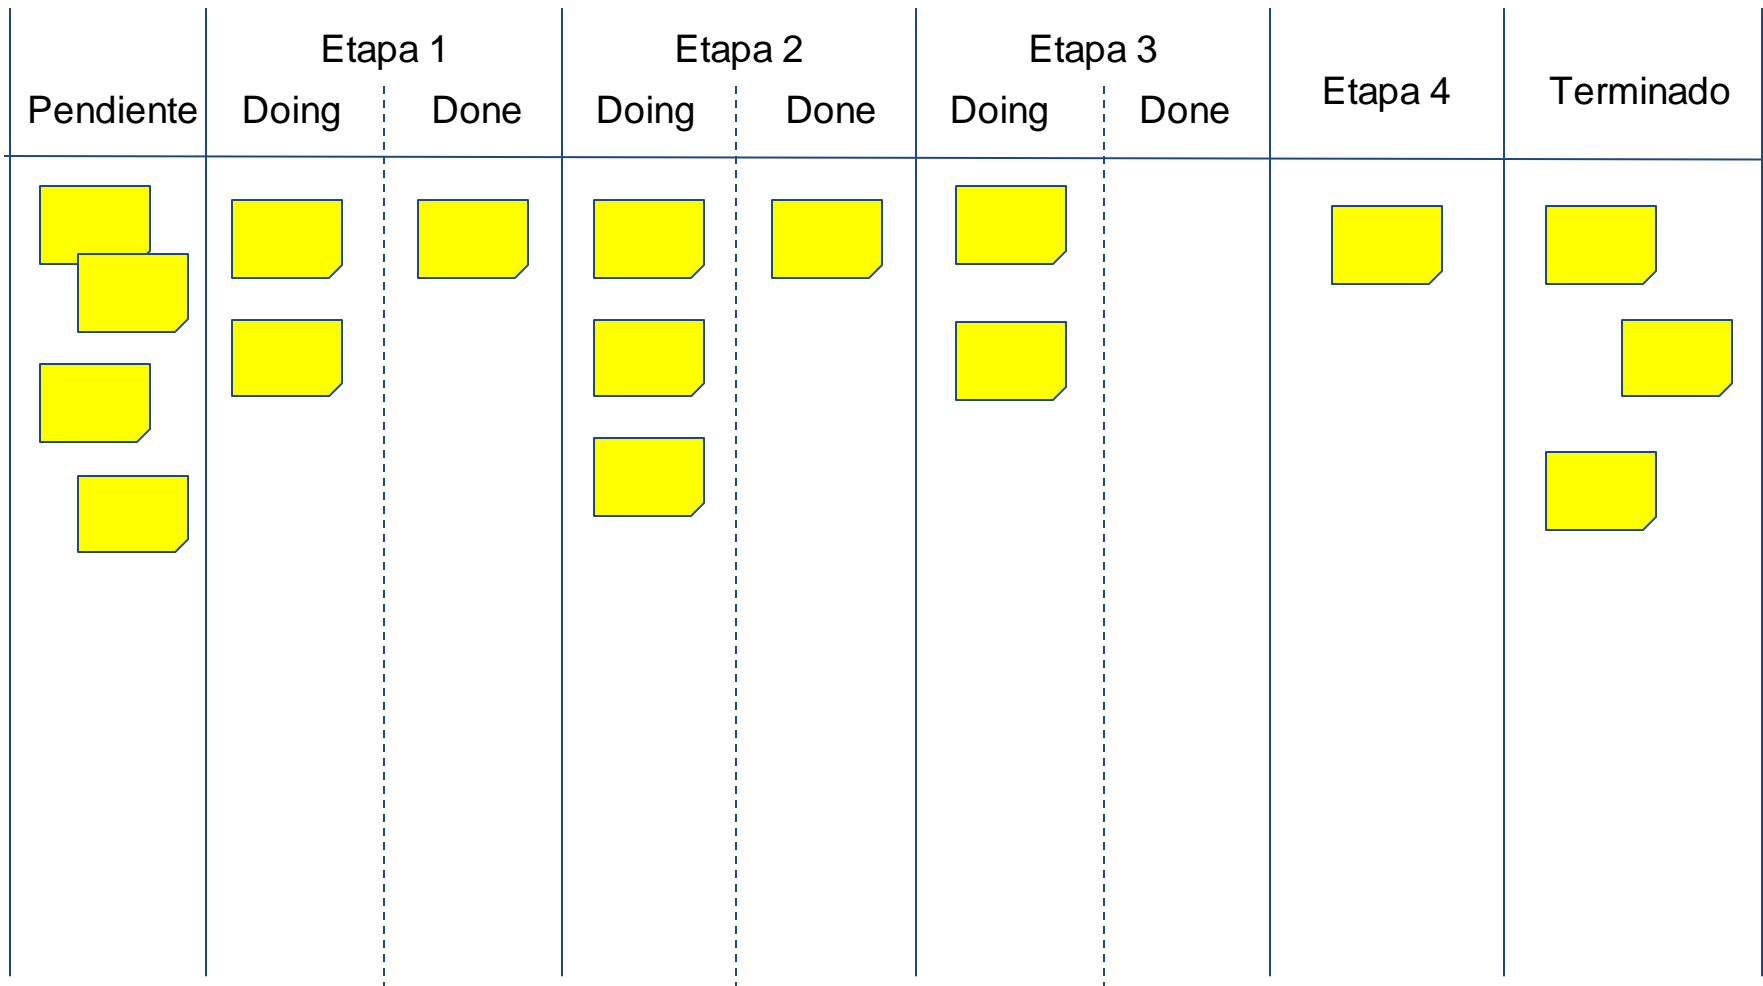 Etapa 1
Etapa 2
Etapa 3
Etapa 4
Terminado
Pendiente
Doing
Done
Doing
Done
Doing
Done